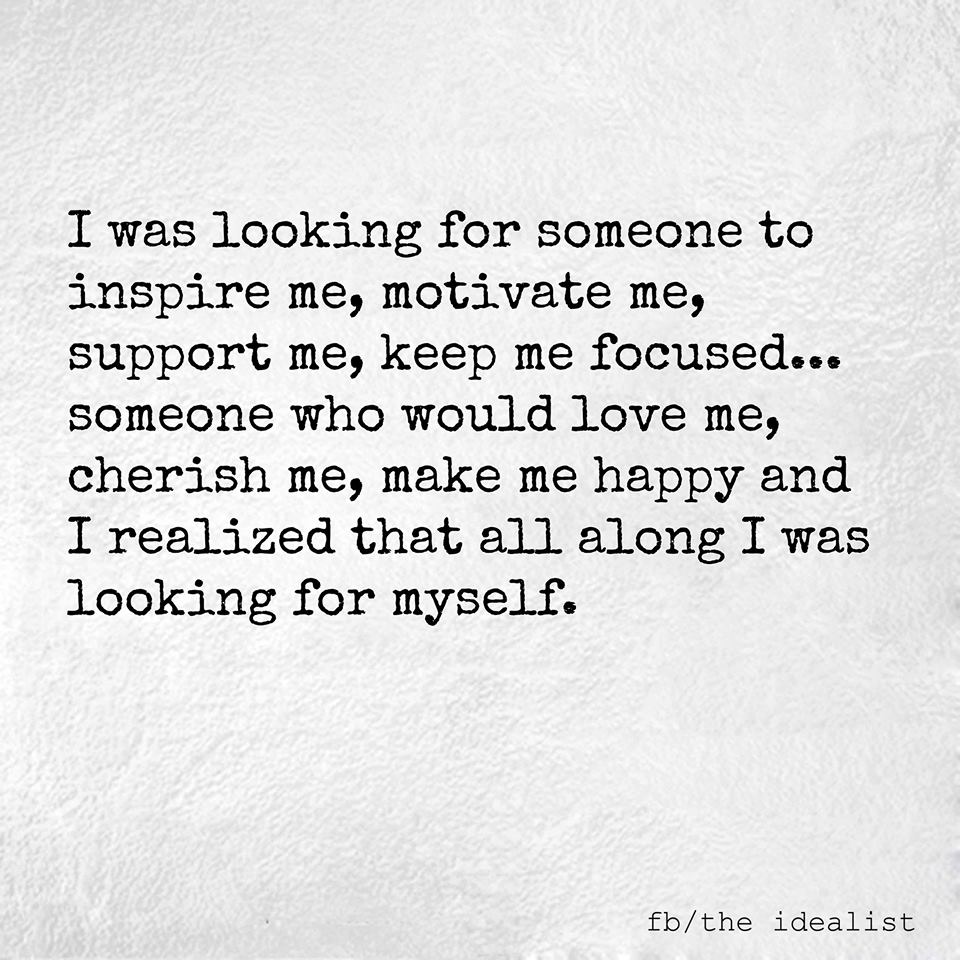 I was looking for someone to
inspire me, motivate me,
support me, keep me focused...
someone who would love me,
cherish me, make me happy and
I realized that all along I was
looking for myself.
fb/the idealist